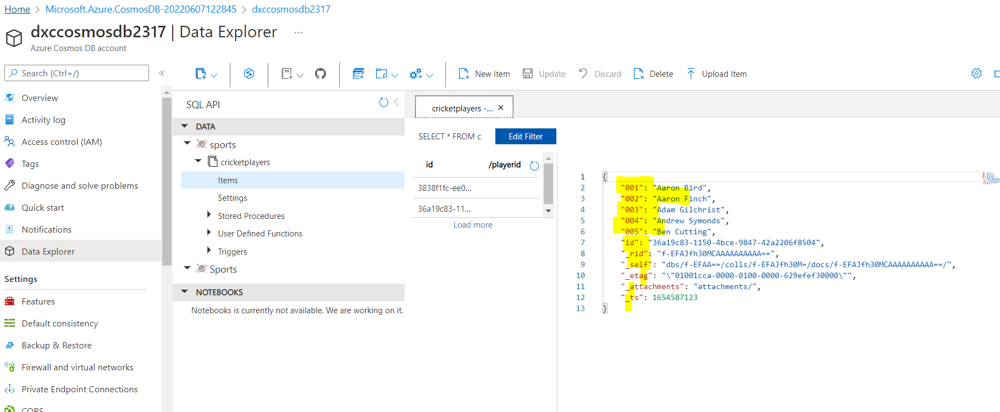 Home > Microsoft.Azure.CosmosDB-20220607122845 > dxccosmosdb2317
dxccosmosdb2317 | Data Explorer ...
Azure Cosmos DB account
Search (Ctrl+/)
«
New Item
Update
Discard
Delete
Upload Item
Overview
Activity log
Access control (IAM)
Tags
Diagnose and solve problems
Quick start
Notifications
Data Explorer
Settings
Features
Default consistency
Backup & Restore
Firewall and virtual networks
Private Endpoint Connections
CORS
SQL API
DATA
sports
cricketplayers
Items
Settings
Stored Procedures
User Defined Functions
Triggers
Sports
NOTEBOOKS
Notebooks is currently not available. We are working on it.
cricketplayers -...
SELECT * FROM c
Edit Filter
id /playerid
3838f1fc-ee0...
36a19c83-11...
Load more
1 {
2 "001": "Aaron Bird",
3 "002": "Aaron Finch",
4 "003": "Adam Gilchrist",
5 "004": "Andrew Symonds",
6 "005": "Ben Cutting",
7 "id": "36a19c83-1150-4bce-9847-42a2206f8504",
8 "_rid": "f-EFAJfh30MCAAAAAAAAAA==",
9 "_self": "dbs/f-EFAA==/colls/f-EFAJfh30M=/docs/f-EFAJfh30MCAAAAAAAAAA==/",
10 "_etag": "\"01001cca-0000-0100-0000-629efef30000\"",
11 "_attachments": "attachments/",
12 "_ts": 1654587123
13 }